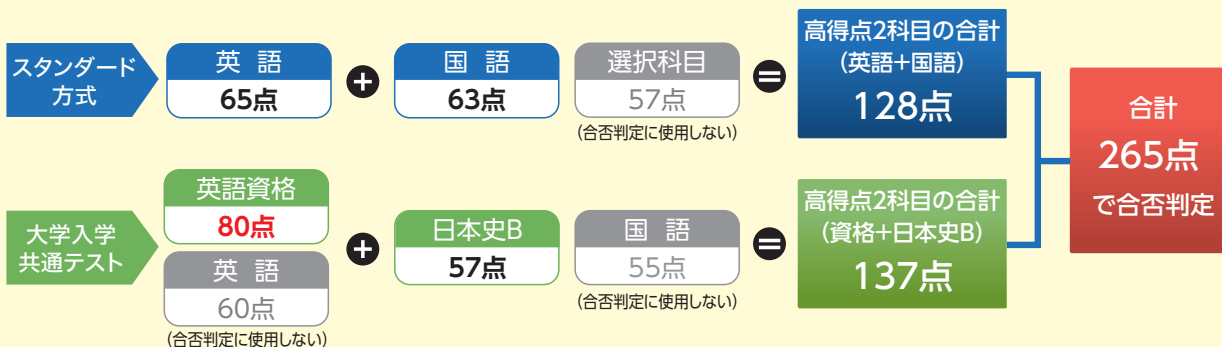 スタンダード
方式
英 語
65点
+
国 語
63点
選択科目
57点
(合否判定に使用しない)
=
高得点2科目の合計
(英語+国語)
128点
大学入学
共通テスト
英語資格
80点
英 語
60点
(合否判定に使用しない)
+
日本史B
57点
国 語
55点
(合否判定に使用しない)
=
高得点2科目の合計
(資格+日本史B)
137点
合計
265点
で合否判定